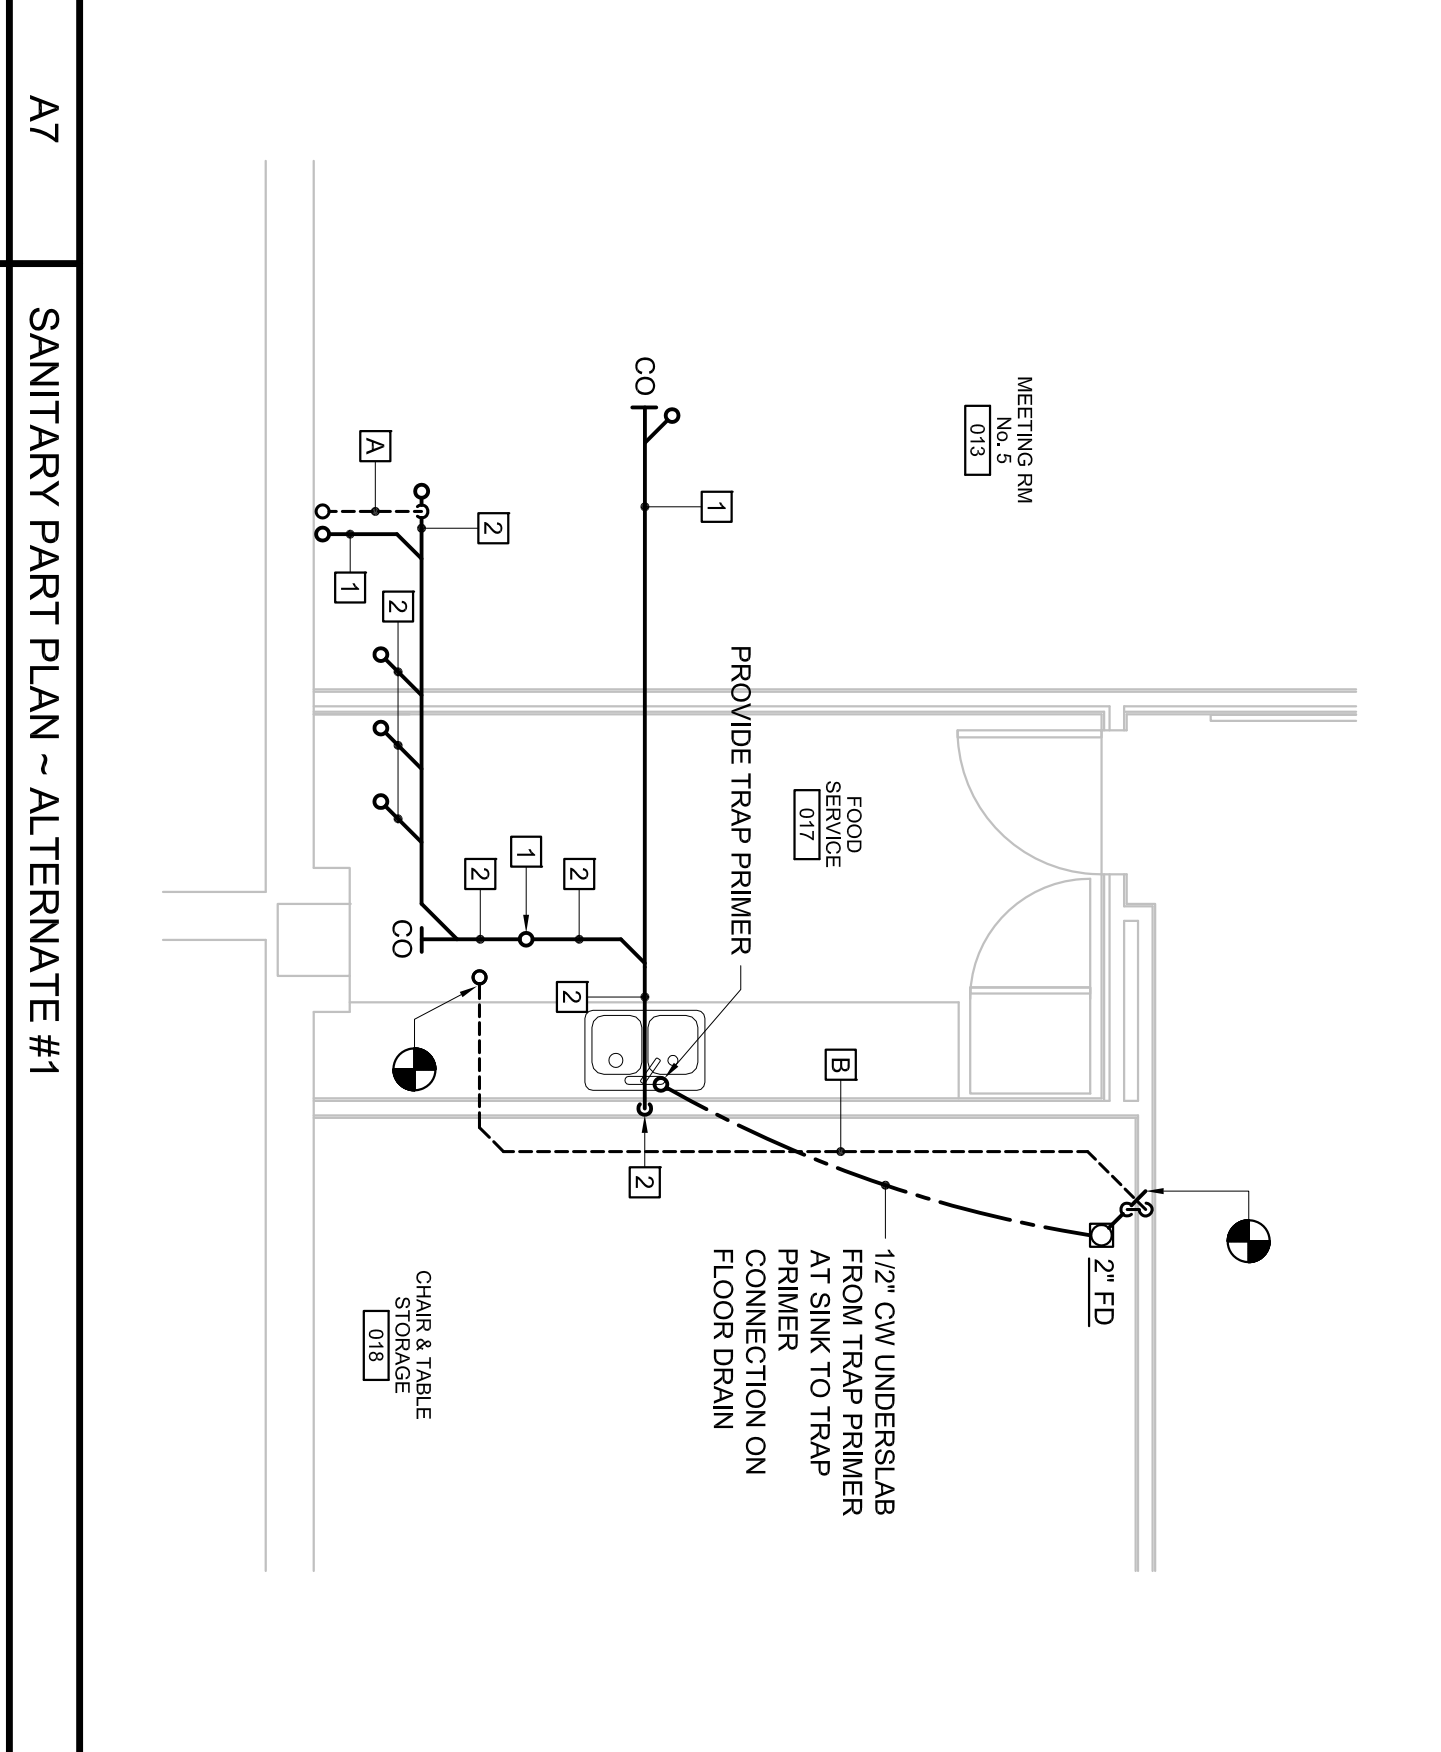 MEETING RM
No. 5
013
2" FD
CO
1
FOOD
SERVICE
017
B
1/2" CW UNDERSLAB
FROM TRAP PRIMER
AT SINK TO TRAP
PRIMER
CONNECTION ON
FLOOR DRAIN
PROVIDE TRAP PRIMER
2
2
2
1
2
2
A
1
2
CO
CHAIR & TABLE
STORAGE
018
A7
SANITARY PART PLAN ~ ALTERNATE #1